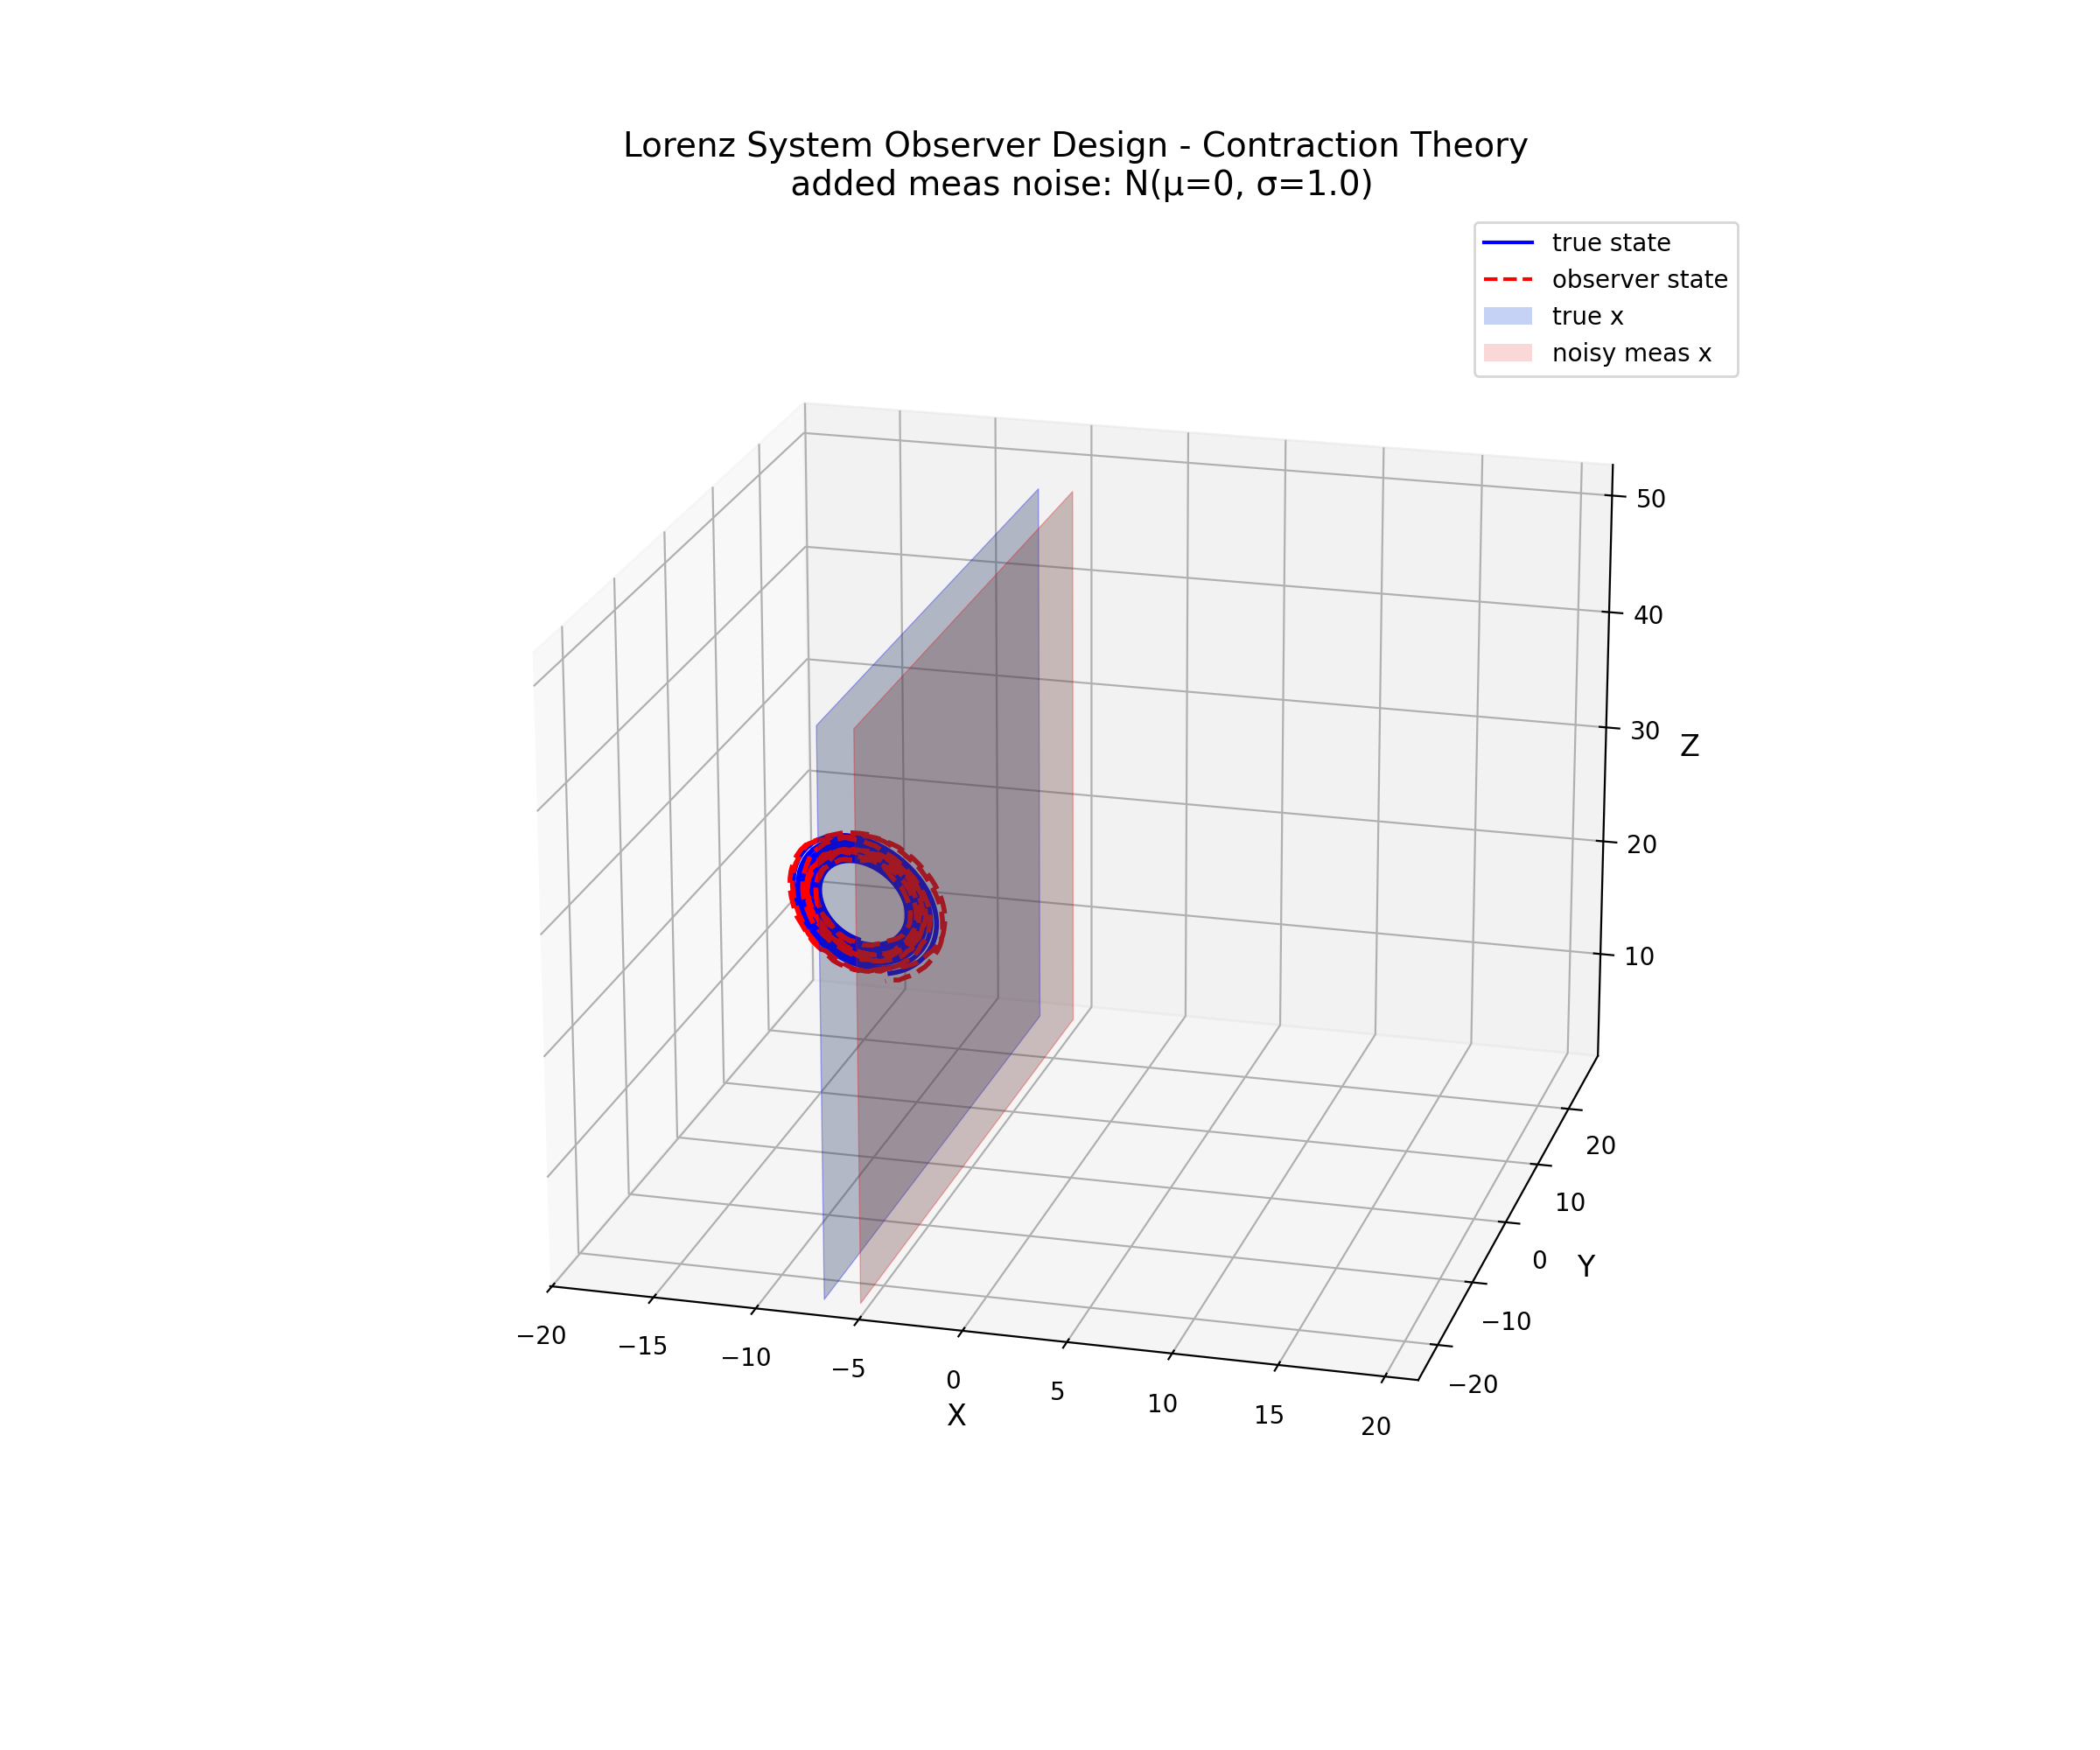 Lorenz System Observer Design - Contraction Theory
added meas noise: N(μ=0, σ=1.0)
true state
observer state
true x
noisy meas x
50
40
30
Z
20
10
20
10
0
Y
−10
−20
−20
−15
−10
−5
0
5
10
15
20
X